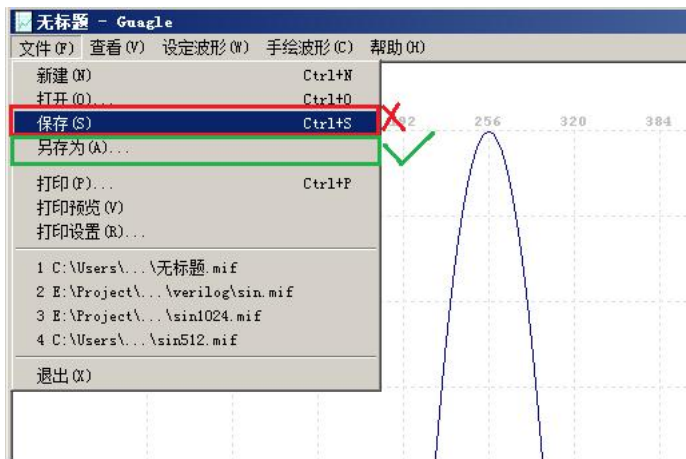 无标题 - Guagle
文件(F) 查看(V) 设定波形(W) 手绘波形(C) 帮助(H)
新建(N) Ctrl+N
打开(O)... Ctrl+O
保存(S) Ctrl+S
另存为(A)...
打印(P)... Ctrl+P
打印预览(V)
打印设置(R)...
1 C:\Users\...\无标题.mif
2 E:\Project\...\verilog\sin.mif
3 E:\Project\...\sin1024.mif
4 C:\Users\...\sin512.mif
退出(X)
256 320 384